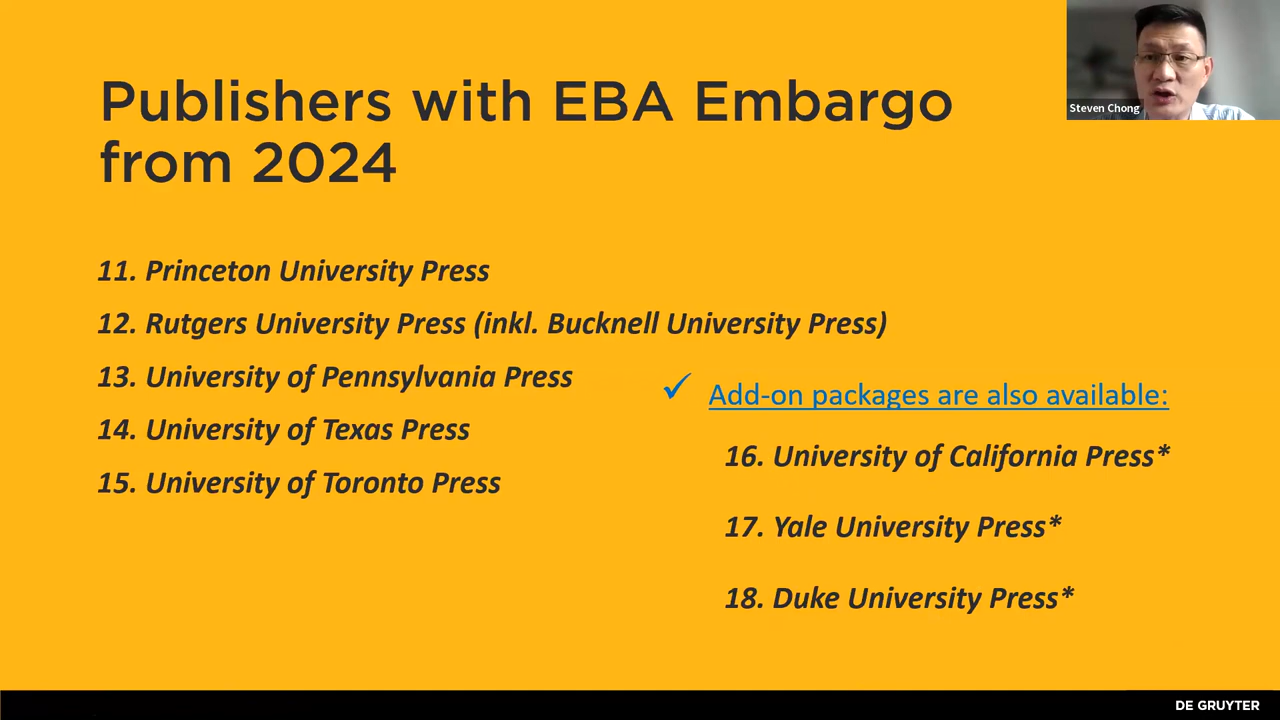 Publishers with EBA Embargo
from 2024
Steven Chong
11. Princeton University Press
12. Rutgers University Press (inkl. Bucknell University Press)
13. University of Pennsylvania Press
14. University of Texas Press
15. University of Toronto Press
✓ Add-on packages are also available:
16. University of California Press*
17. Yale University Press*
18. Duke University Press*
DE GRUYTER